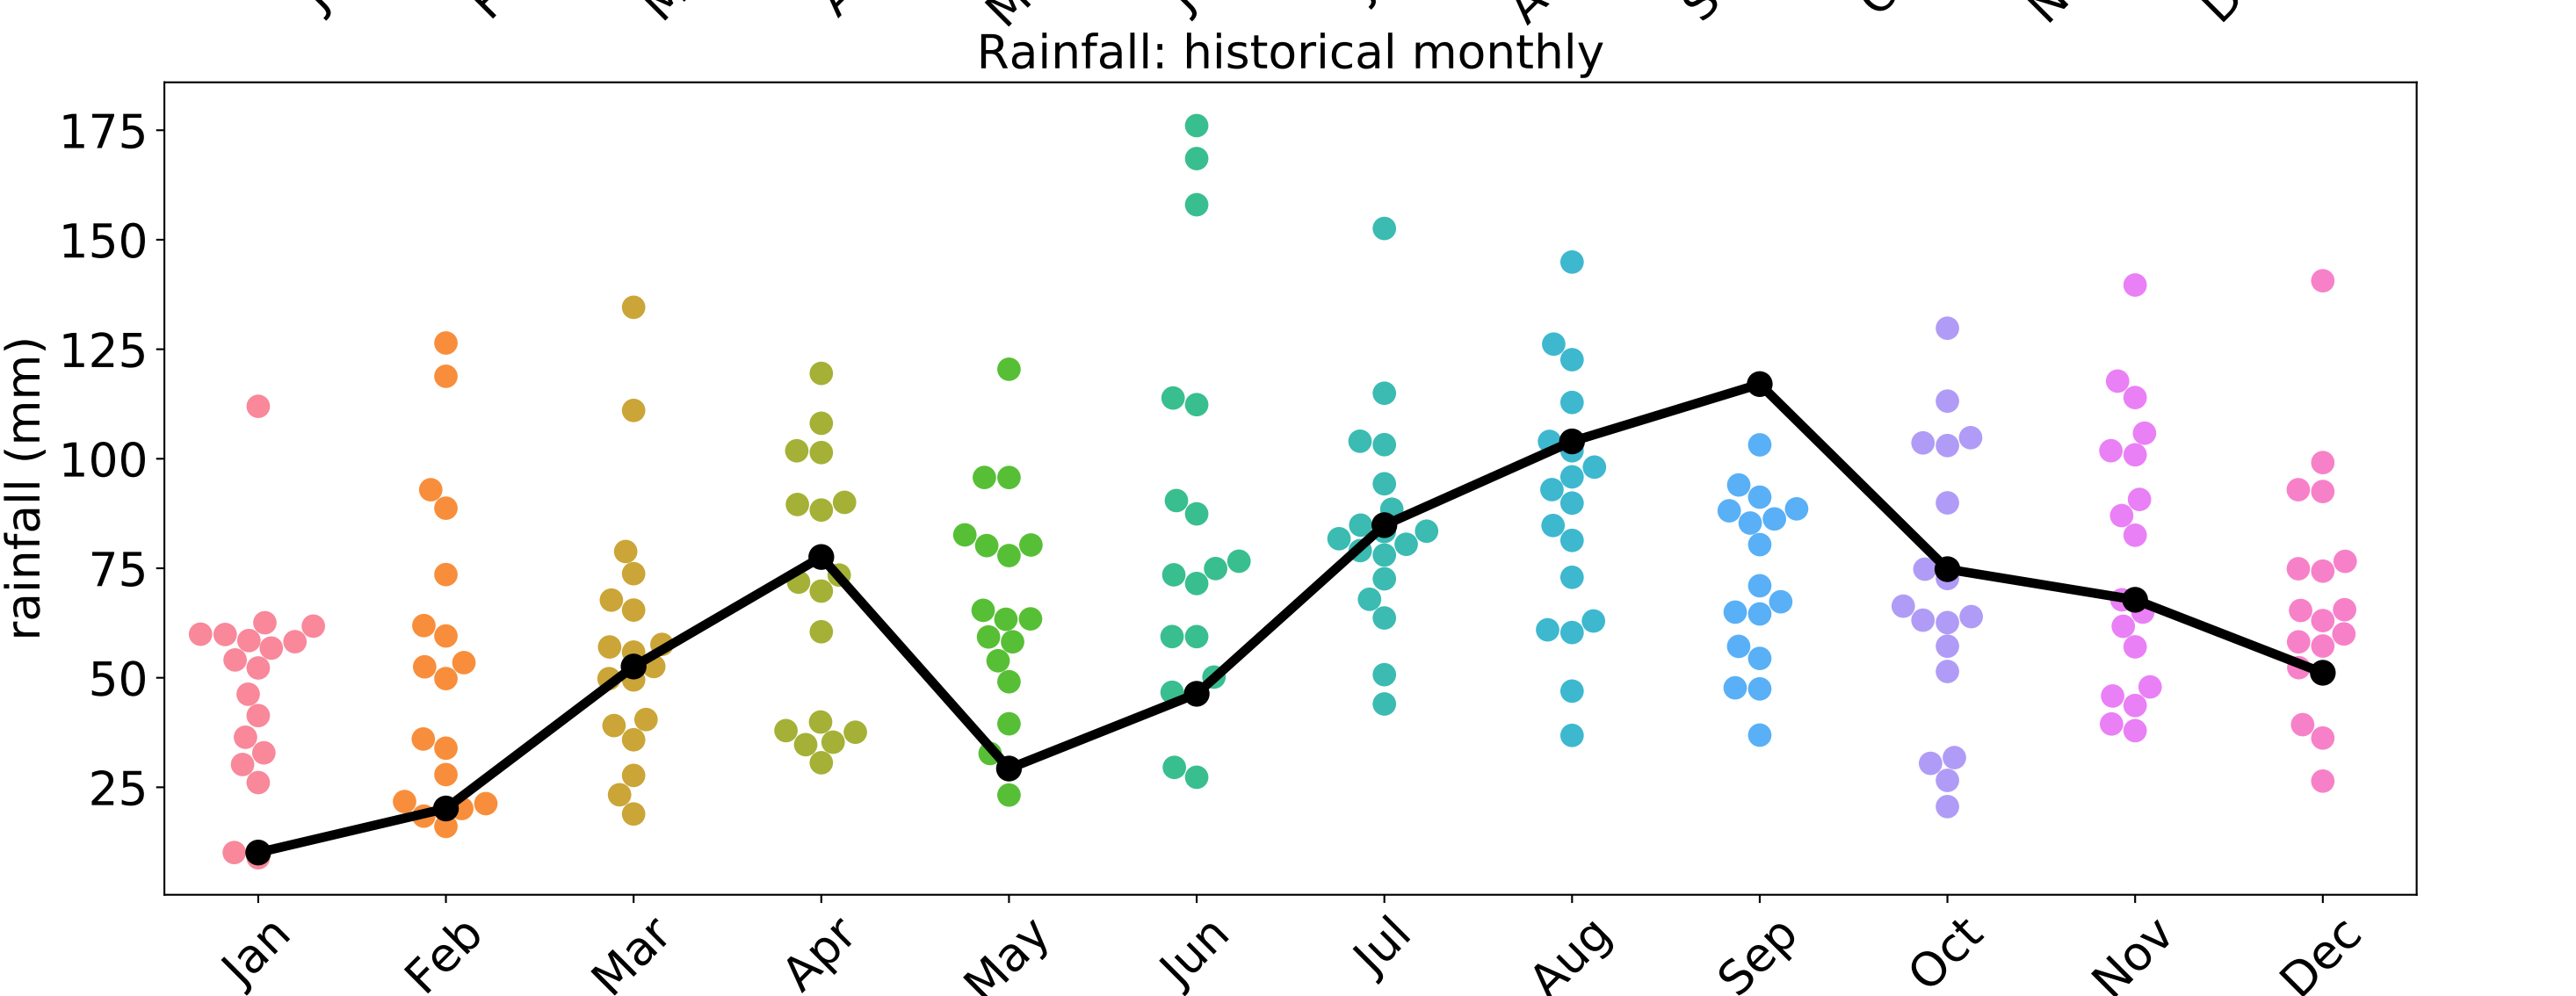 Rainfall: historical monthly
rainfall (mm)
175
150
125
100
75
50
25
Jan
Feb
Mar
Apr
May
Jun
Jul
Aug
Sep
Oct
Nov
Dec